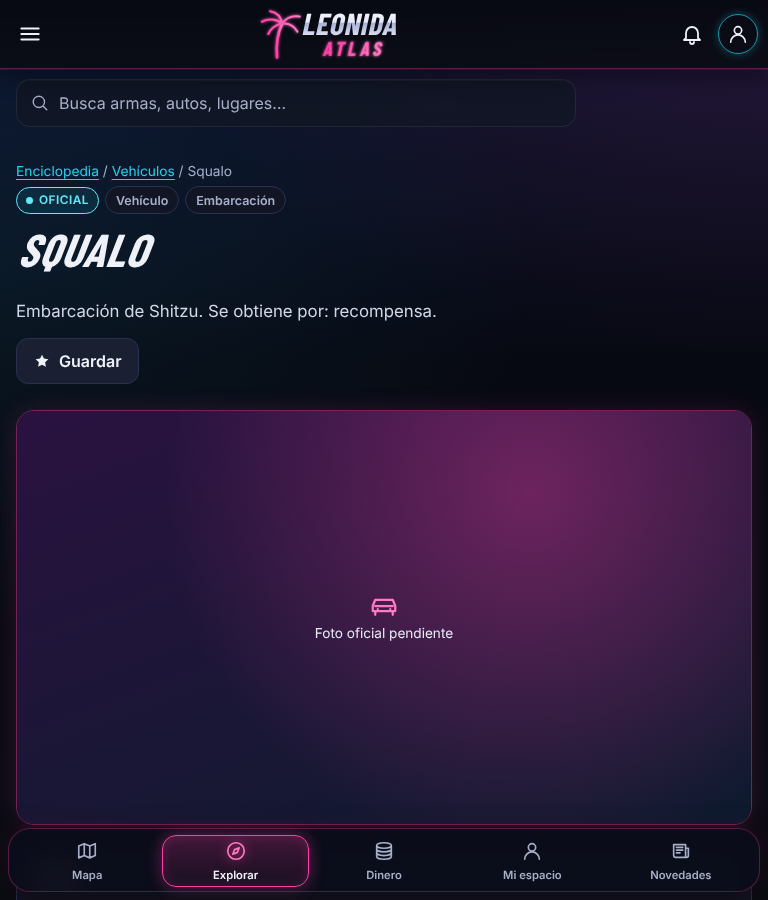 LEONIDA
ATLAS
Busca armas, autos, lugares...
Enciclopedia / Vehículos / Squalo
OFICIAL Vehículo Embarcación
SQUALO
Embarcación de Shitzu. Se obtiene por: recompensa.
Guardar
Foto oficial pendiente
Mapa Explorar Dinero Mi espacio Novedades